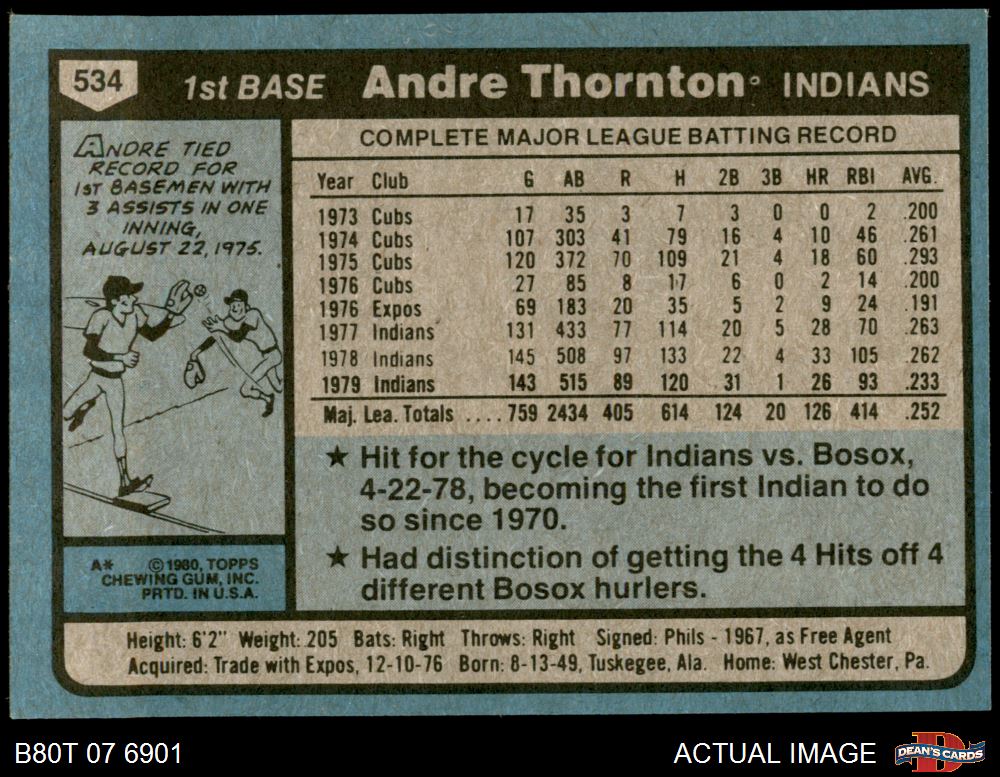 534 1st BASE Andre Thornton° INDIANS
ANDRE TIED
RECORD FOR
1ST BASEMEN WITH
3 ASSISTS IN ONE
INNING,
AUGUST 22, 1975.
COMPLETE MAJOR LEAGUE BATTING RECORD
Year Club G AB R H 2B 3B HR RBI AVG.
1973 Cubs 17 35 3 7 3 0 0 2 .200
1974 Cubs 107 303 41 79 16 4 10 46 .261
1975 Cubs 120 372 70 109 21 4 18 60 .293
1976 Cubs 27 85 8 17 6 0 2 14 .200
1976 Expos 69 183 20 35 5 2 9 24 .191
1977 Indians 131 433 77 114 20 5 28 70 .263
1978 Indians 145 508 97 133 22 4 33 105 .262
1979 Indians 143 515 89 120 31 1 26 93 .233
Maj. Lea. Totals .... 759 2434 405 614 124 20 126 414 .252
★ Hit for the cycle for Indians vs. Bosox,
4-22-78, becoming the first Indian to do
so since 1970.
★ Had distinction of getting the 4 Hits off 4
different Bosox hurlers.
A* ©1980, TOPPS
CHEWING GUM, INC.
PRTD. IN U.S.A.
Height: 6'2" Weight: 205 Bats: Right Throws: Right Signed: Phils - 1967, as Free Agent
Acquired: Trade with Expos, 12-10-76 Born: 8-13-49, Tuskegee, Ala. Home: West Chester, Pa.
B80T 07 6901 ACTUAL IMAGE D DEAN'S CARDS